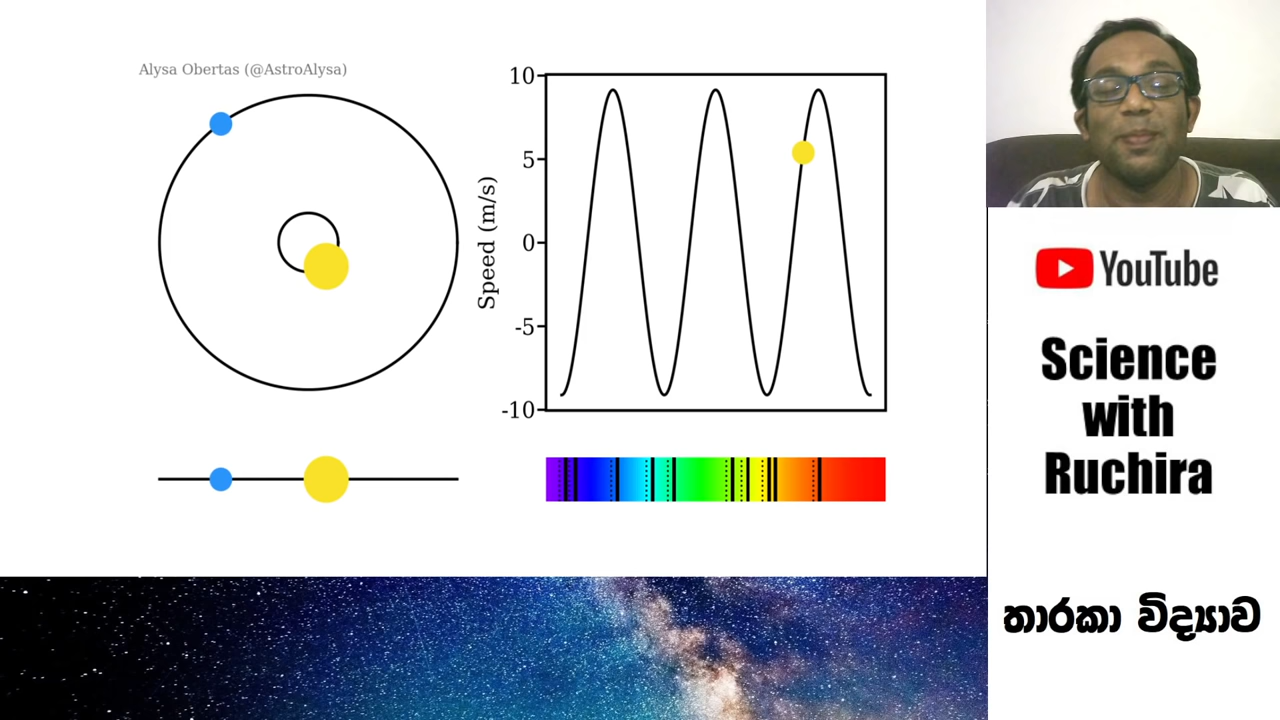 Alysa Obertas (@AstroAlysa)
Speed (m/s)
10
5
0
-5
-10
YouTube
Science
with
Ruchira
තාරකා විද්‍යාව